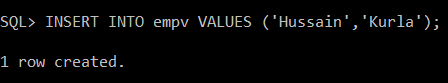 SQL> INSERT INTO empv VALUES ('Hussain','Kurla');
1 row created.